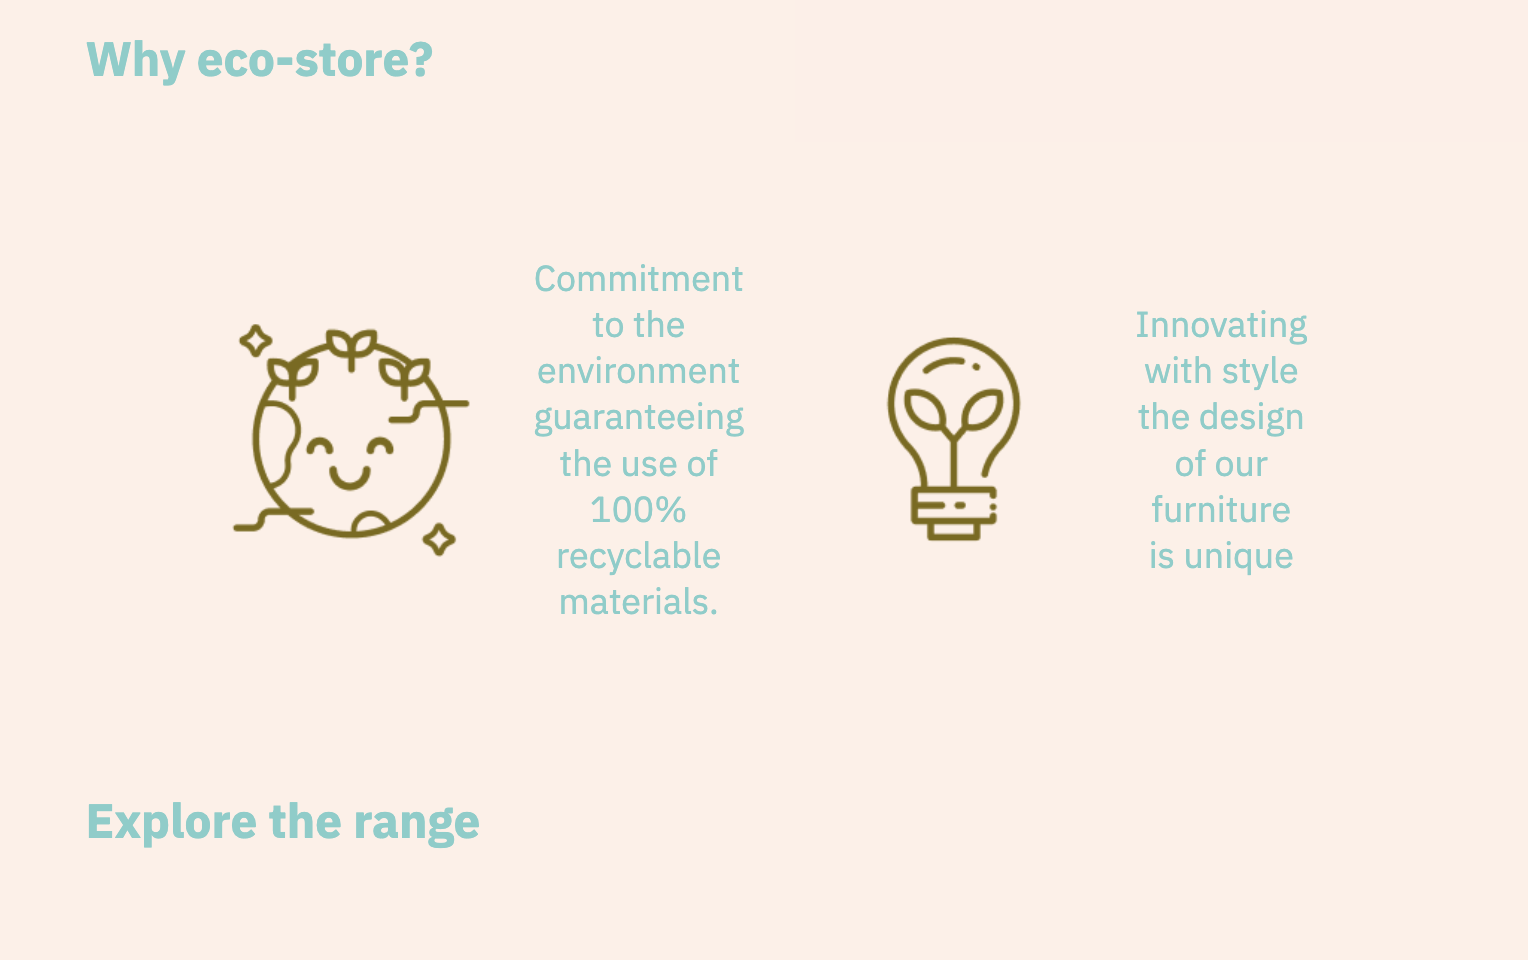 Why eco-store?
Commitment
to the
environment
guaranteeing
the use of
100%
recyclable
materials.
Innovating
with style
the design
of our
furniture
is unique
Explore the range